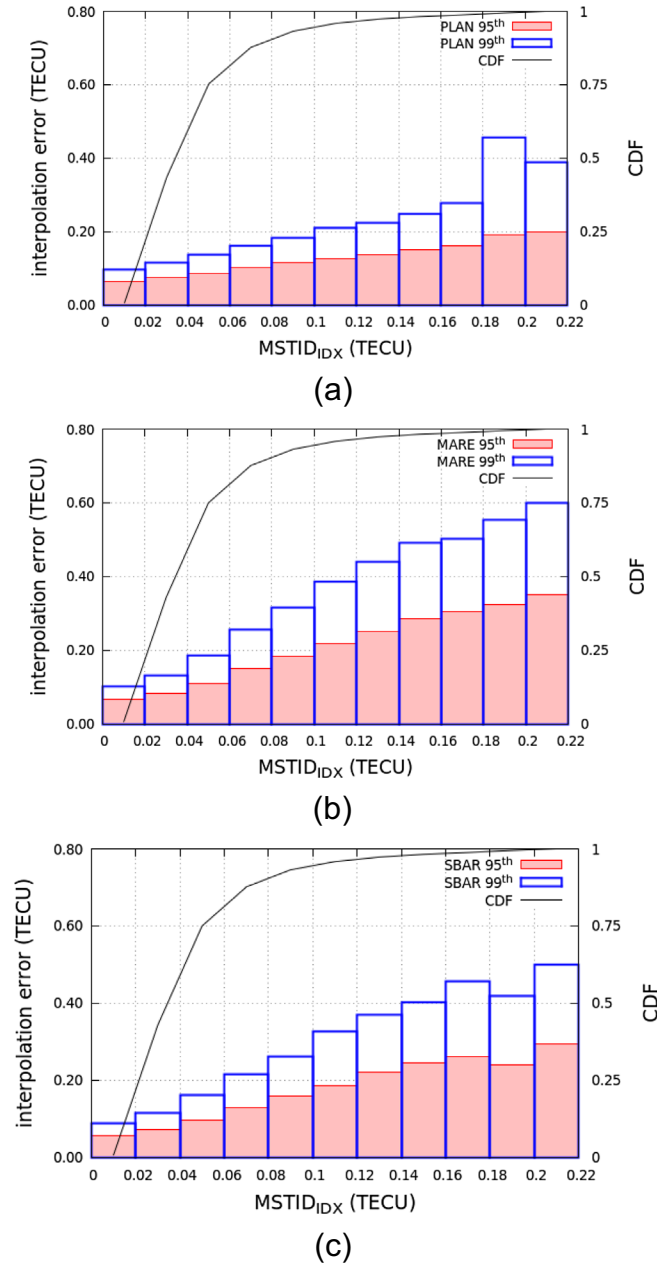 0.80
0.60
0.40
0.20
0.00
interpolation error (TECU)
PLAN 95th
PLAN 99th
CDF
1
0.75
0.5
0.25
0
CDF
0 0.02 0.04 0.06 0.08 0.1 0.12 0.14 0.16 0.18 0.2 0.22
MSTIDIDX (TECU)
(a)
0.80
0.60
0.40
0.20
0.00
interpolation error (TECU)
MARE 95th
MARE 99th
CDF
1
0.75
0.5
0.25
0
CDF
0 0.02 0.04 0.06 0.08 0.1 0.12 0.14 0.16 0.18 0.2 0.22
MSTIDIDX (TECU)
(b)
0.80
0.60
0.40
0.20
0.00
interpolation error (TECU)
SBAR 95th
SBAR 99th
CDF
1
0.75
0.5
0.25
0
CDF
0 0.02 0.04 0.06 0.08 0.1 0.12 0.14 0.16 0.18 0.2 0.22
MSTIDIDX (TECU)
(c)